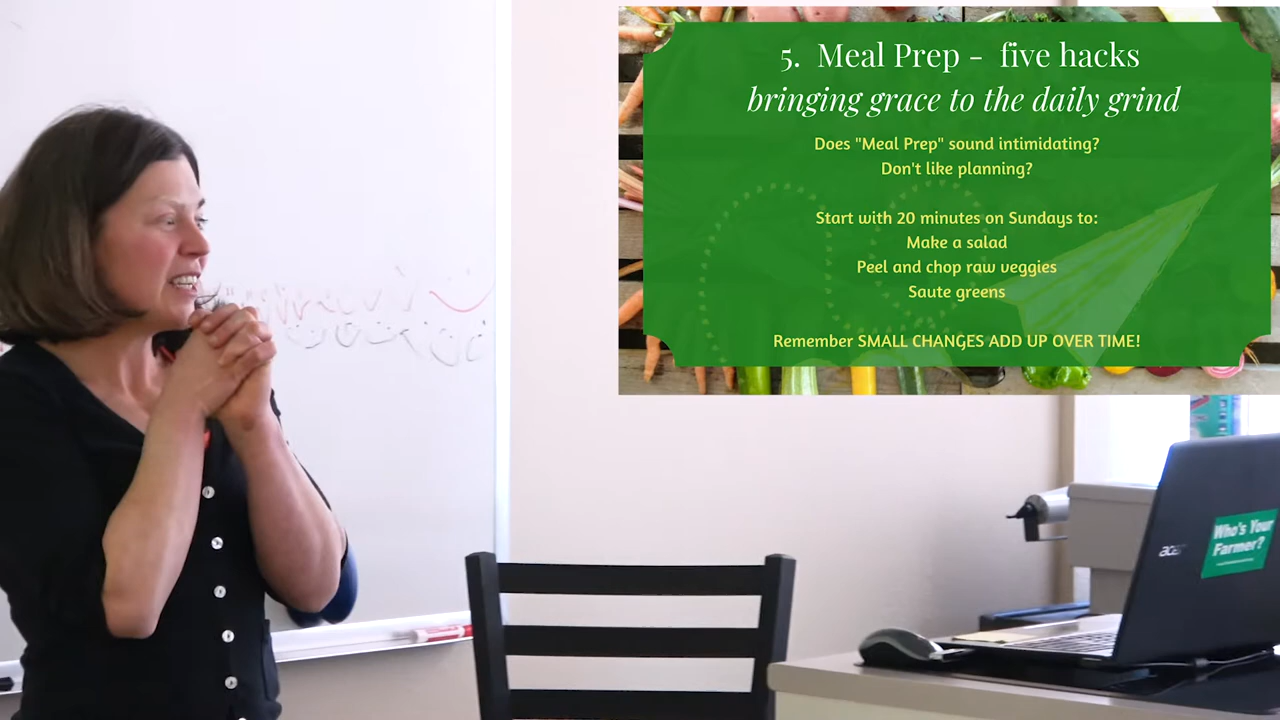 5. Meal Prep - five hacks
bringing grace to the daily grind
Does "Meal Prep" sound intimidating?
Don't like planning?
Start with 20 minutes on Sundays to:
Make a salad
Peel and chop raw veggies
Saute greens
Remember SMALL CHANGES ADD UP OVER TIME!
Who's Your
Farmer?
acer